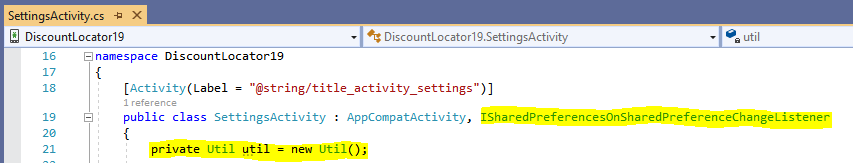 SettingsActivity.cs
DiscountLocator19 DiscountLocator19.SettingsActivity util
16 namespace DiscountLocator19
17 {
18 [Activity(Label = "@string/title_activity_settings")]
1 reference
19 public class SettingsActivity : AppCompatActivity, ISharedPreferencesOnSharedPreferenceChangeListener
20 {
21 private Util util = new Util();